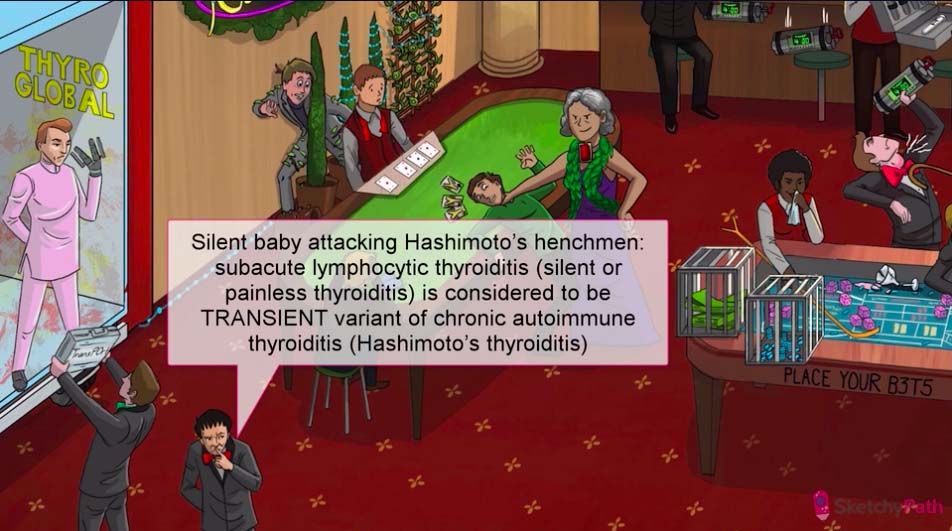 THYRO
GLOBAL
Silent baby attacking Hashimoto's henchmen:
subacute lymphocytic thyroiditis (silent or
painless thyroiditis) is considered to be
TRANSIENT variant of chronic autoimmune
thyroiditis (Hashimoto's thyroiditis)
PLACE YOUR B3T5
SketchyPath